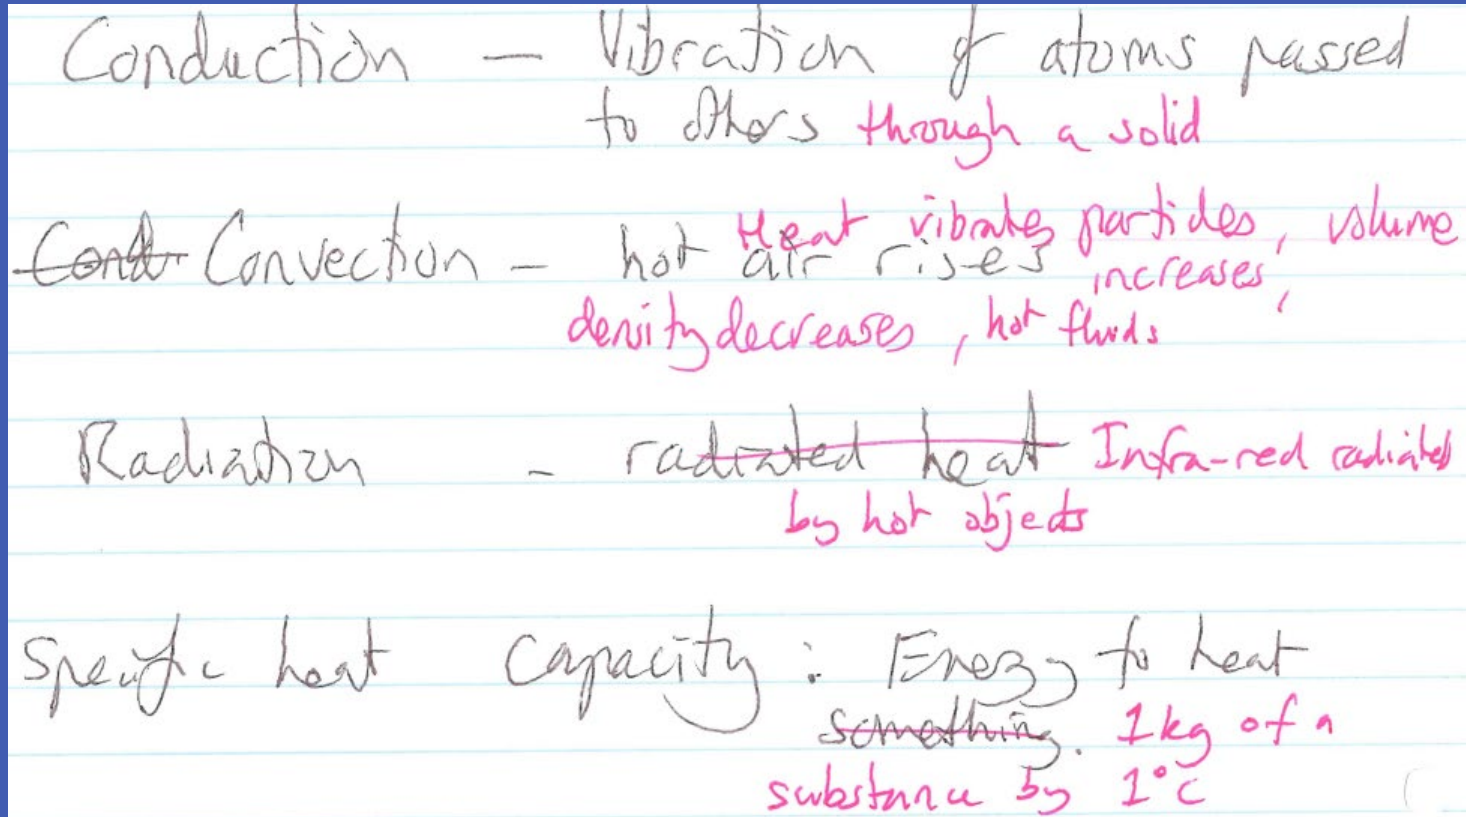 Conduction – Vibration of atoms passed
to others through a solid
Heat vibrates particles, volume
Cond Convection – hot air rises increases,
density decreases, hot fluids
Radiation - radiated heat Infra-red radiated
by hot objects
Specific heat capacity : Energy to heat
something. 1kg of a
substance by 1°C